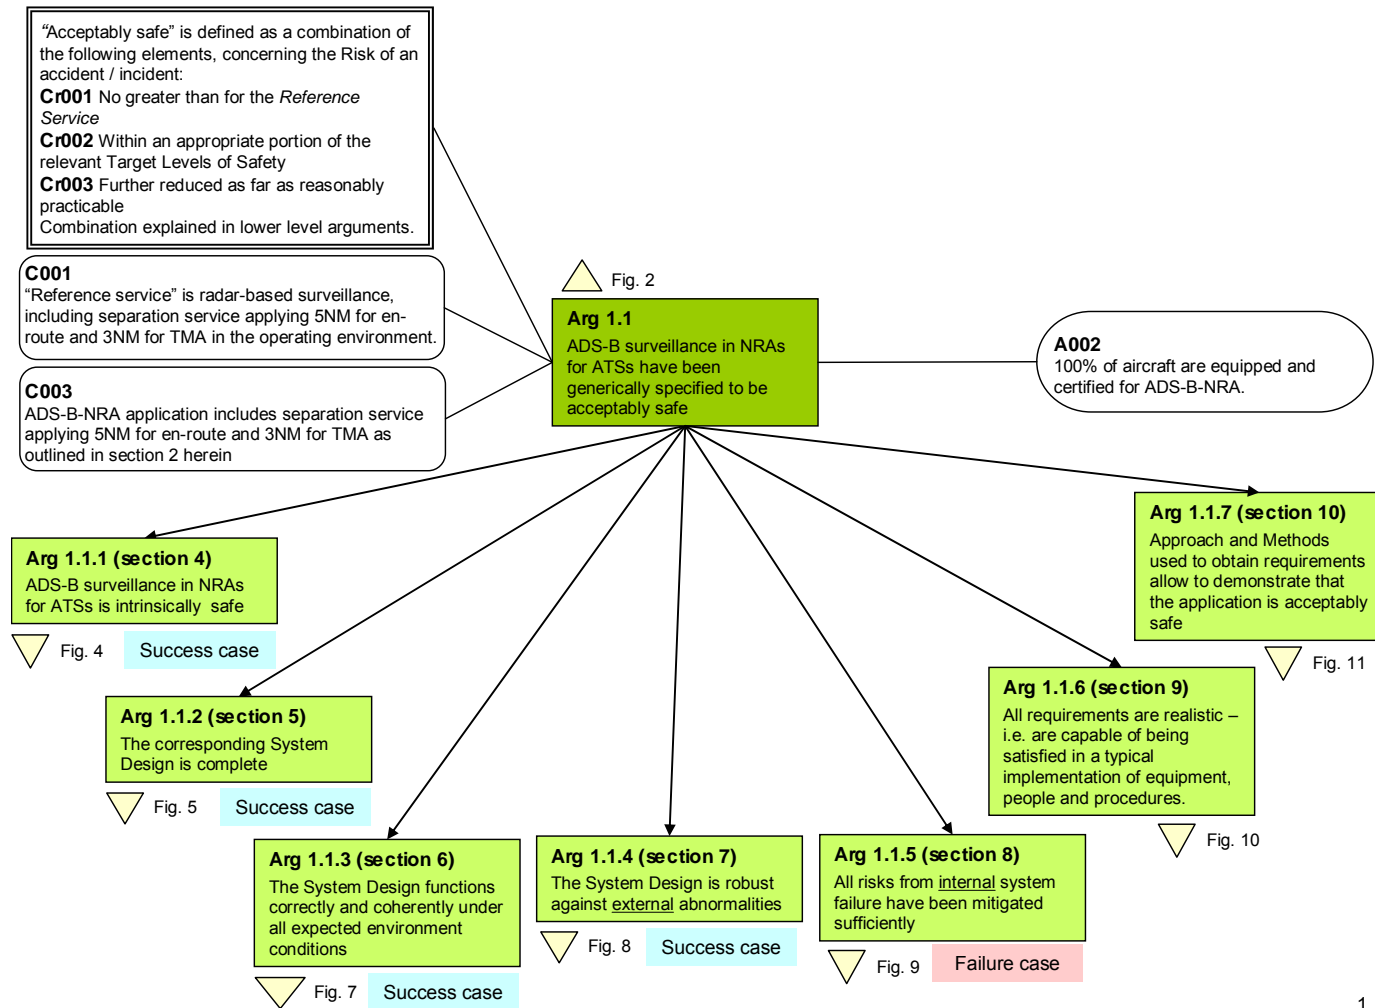 “Acceptably safe” is defined as a combination of
the following elements, concerning the Risk of an
accident / incident:
Cr001 No greater than for the Reference
Service
Cr002 Within an appropriate portion of the
relevant Target Levels of Safety
Cr003 Further reduced as far as reasonably
practicable
Combination explained in lower level arguments.
C001
“Reference service” is radar-based surveillance,
including separation service applying 5NM for en-
route and 3NM for TMA in the operating environment.
C003
ADS-B-NRA application includes separation service
applying 5NM for en-route and 3NM for TMA as
outlined in section 2 herein
Fig. 2
Arg 1.1
ADS-B surveillance in NRAs
for ATSs have been
generically specified to be
acceptably safe
A002
100% of aircraft are equipped and
certified for ADS-B-NRA.
Arg 1.1.1 (section 4)
ADS-B surveillance in NRAs
for ATSs is intrinsically safe
Fig. 4
Success case
Arg 1.1.2 (section 5)
The corresponding System
Design is complete
Fig. 5
Success case
Arg 1.1.3 (section 6)
The System Design functions
correctly and coherently under
all expected environment
conditions
Fig. 7
Success case
Arg 1.1.4 (section 7)
The System Design is robust
against external abnormalities
Fig. 8
Success case
Arg 1.1.5 (section 8)
All risks from internal system
failure have been mitigated
sufficiently
Fig. 9
Failure case
Arg 1.1.6 (section 9)
All requirements are realistic –
i.e. are capable of being
satisfied in a typical
implementation of equipment,
people and procedures.
Fig. 10
Arg 1.1.7 (section 10)
Approach and Methods
used to obtain requirements
allow to demonstrate that
the application is acceptably
safe
Fig. 11
1